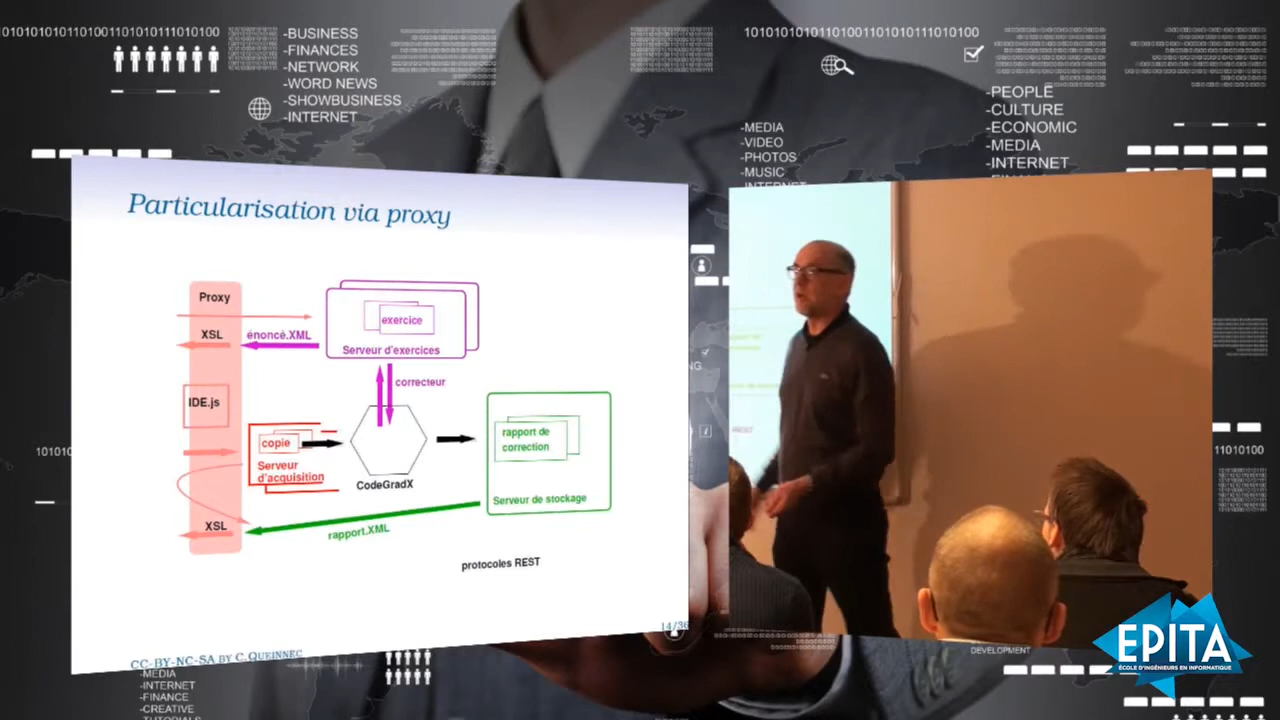 10101010101101001101010111010100
-BUSINESS
-FINANCES
-NETWORK
-WORD NEWS
-SHOWBUSINESS
-INTERNET
-MEDIA
-VIDEO
-PHOTOS
-MUSIC
-PEOPLE
-CULTURE
-ECONOMIC
-MEDIA
-INTERNET
Particularisation via proxy
Proxy
XSL
énoncé.XML
exercice
Serveur d'exercices
correcteur
IDE.js
copie
Serveur
d'acquisition
CodeGradX
rapport de
correction
Serveur de stockage
XSL
rapport.XML
protocoles REST
14/36
CC-BY-NC-SA BY C. QUEINNEC
-MEDIA
-INTERNET
-FINANCE
-CREATIVE
DEVELOPMENT
EPITA
ÉCOLE D'INGÉNIEURS EN INFORMATIQUE